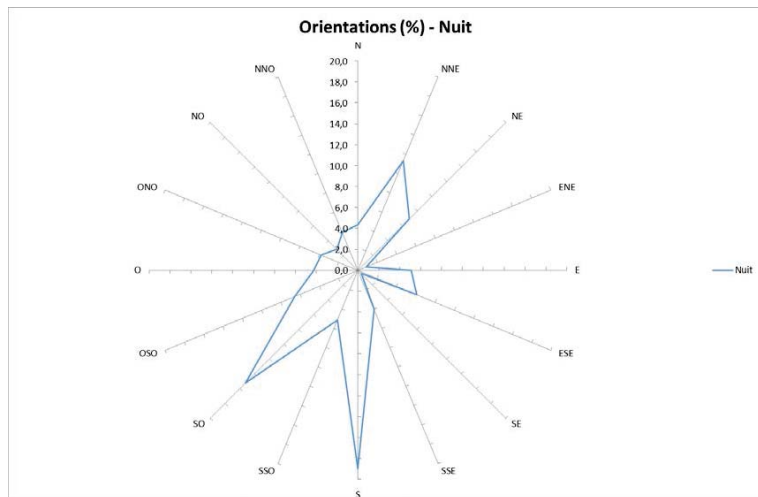 Orientations (%) - Nuit
N
NNO
NNE
20,0
18,0
16,0
14,0
12,0
10,0
8,0
6,0
4,0
2,0
0,0
NO
NE
ONO
ENE
O
E
Nuit
OSO
ESE
SO
SE
SSO
SSE
S